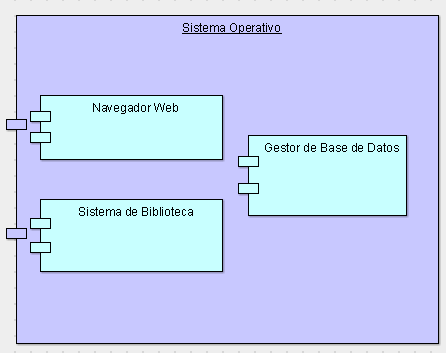 Sistema Operativo
Navegador Web
Gestor de Base de Datos
Sistema de Biblioteca